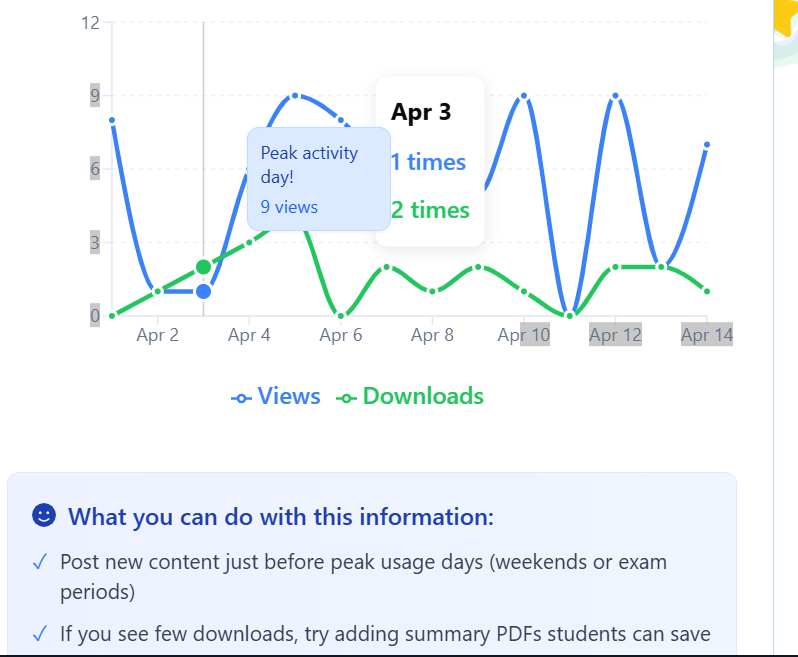 12
9
6
3
0
Apr 3
1 times
2 times
Peak activity
day!
9 views
Apr 2 Apr 4 Apr 6 Apr 8 Apr 10 Apr 12 Apr 14
Views Downloads
What you can do with this information:
Post new content just before peak usage days (weekends or exam
periods)
If you see few downloads, try adding summary PDFs students can save